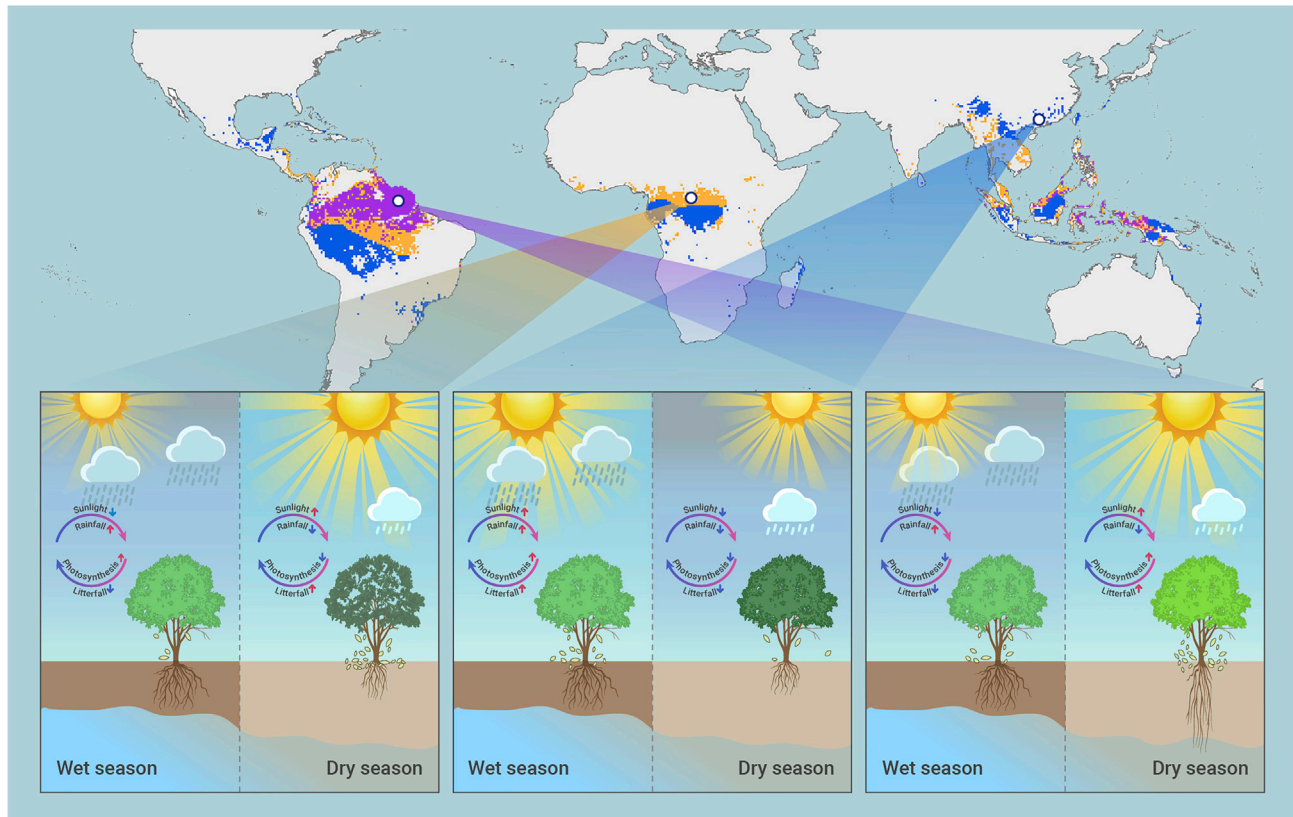 Sunlight
Rainfall
Photosynthesis
Litterfall
Sunlight
Rainfall
Photosynthesis
Litterfall
Wet season
Dry season
Sunlight
Rainfall
Photosynthesis
Litterfall
Sunlight
Rainfall
Photosynthesis
Litterfall
Wet season
Dry season
Sunlight
Rainfall
Photosynthesis
Litterfall
Sunlight
Rainfall
Photosynthesis
Litterfall
Wet season
Dry season